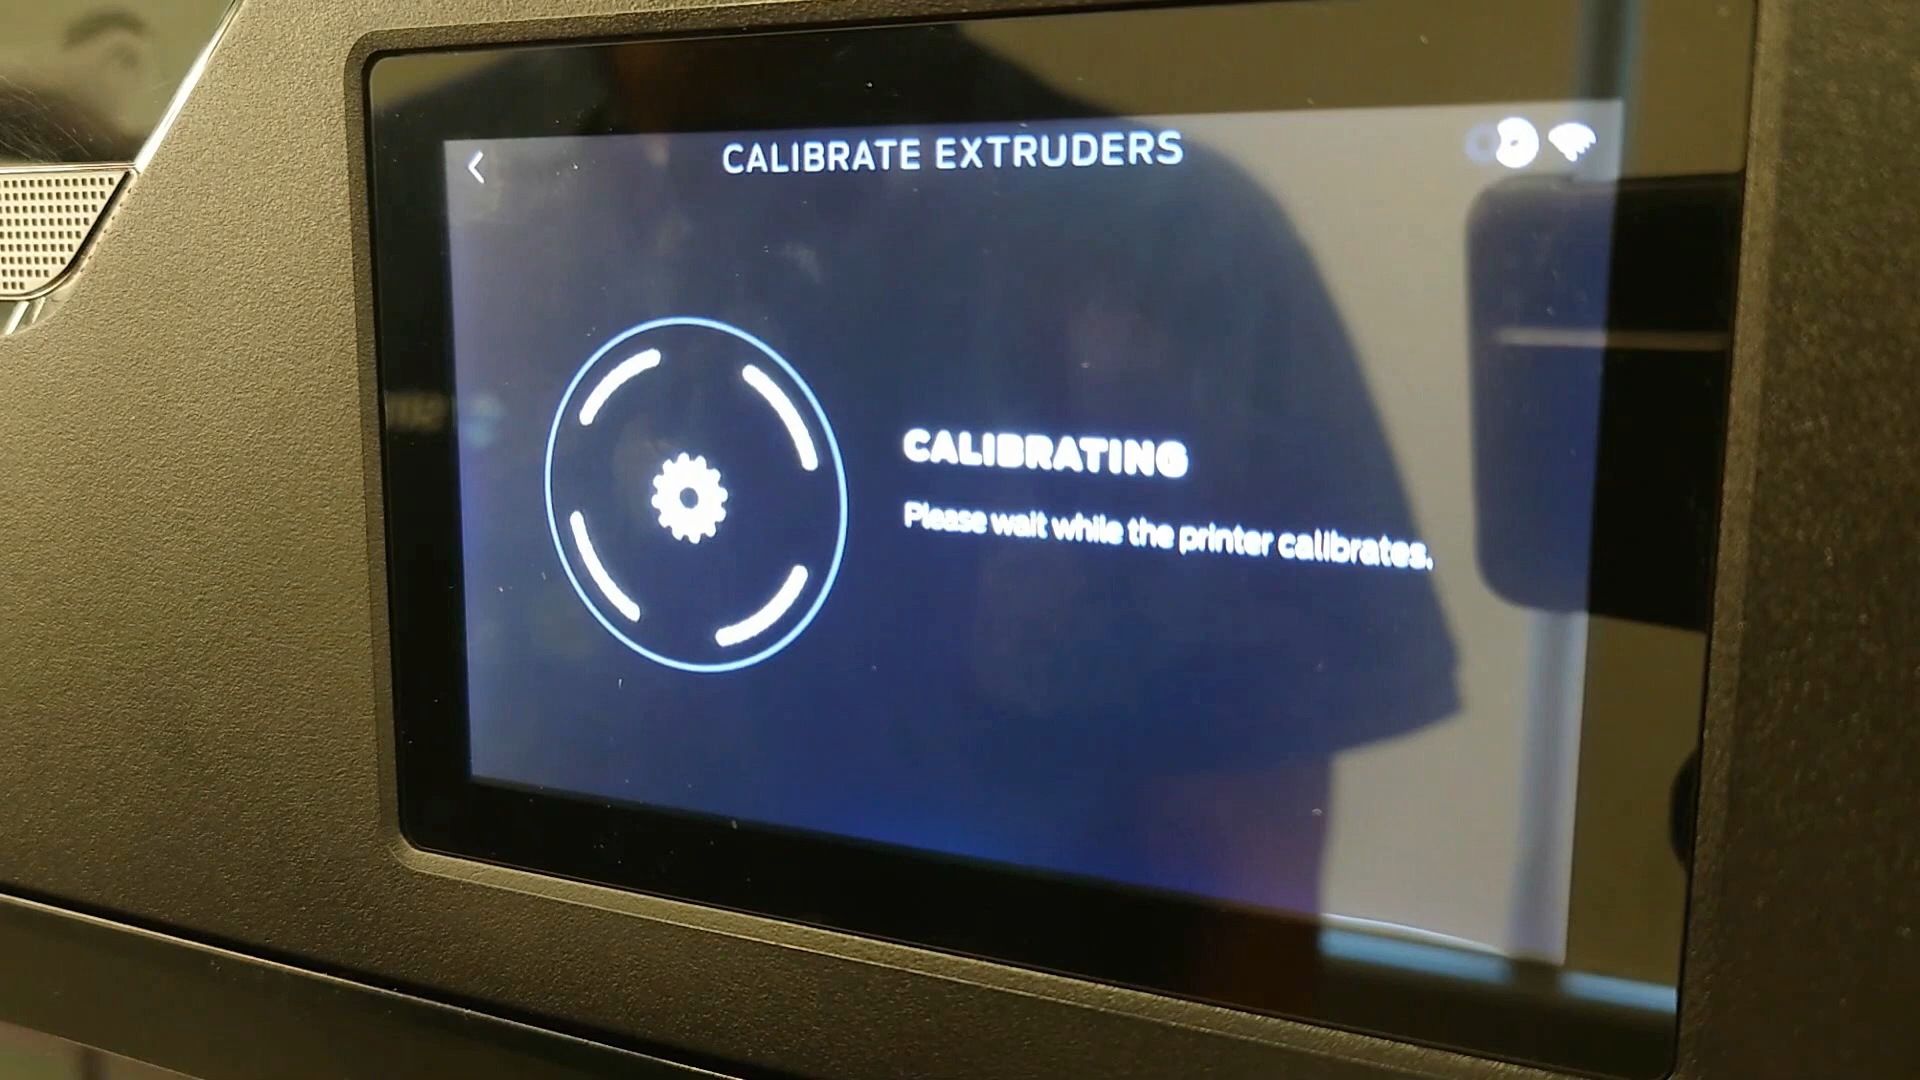 CALIBRATE EXTRUDERS
CALIBRATING
Please wait while the printer calibrates.